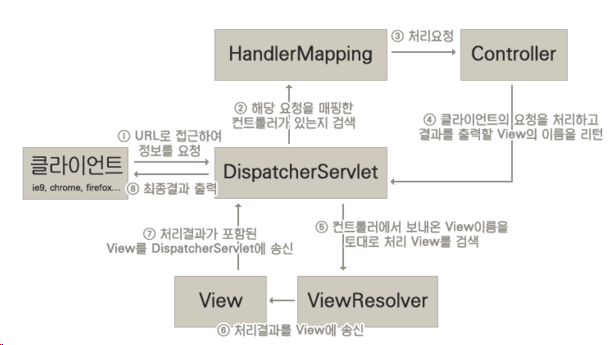 ③ 처리요청
HandlerMapping
Controller
② 해당 요청을 매핑한
컨트롤러가 있는지 검색
④ 클라이언트의 요청을 처리하고
결과를 출력할 View의 이름을 리턴
① URL로 접근하여
정보를 요청
클라이언트
ie9, chrome, firefox...
DispatcherServlet
⑧ 최종결과 출력
⑦ 처리결과가 포함된
View를 DispatcherServlet에 송신
⑤ 컨트롤러에서 보내온 View이름을
토대로 처리 View를 검색
View
ViewResolver
⑥ 처리결과를 View에 송신